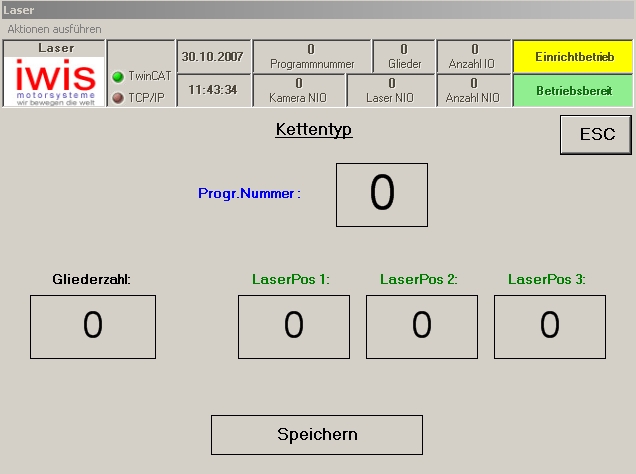 Laser
Aktionen ausführen
Laser
iwis
motorsysteme
wir bewegen die welt
TwinCAT
TCP/IP
30.10.2007
11:43:34
0
Programmnummer
0
Glieder
0
Anzahl IO
0
Kamera NIO
0
Laser NIO
0
Anzahl NIO
Einrichtbetrieb
Betriebsbereit
Kettentyp
ESC
Progr.Nummer:
0
Gliederzahl:
LaserPos 1:
LaserPos 2:
LaserPos 3:
0
0
0
0
Speichern